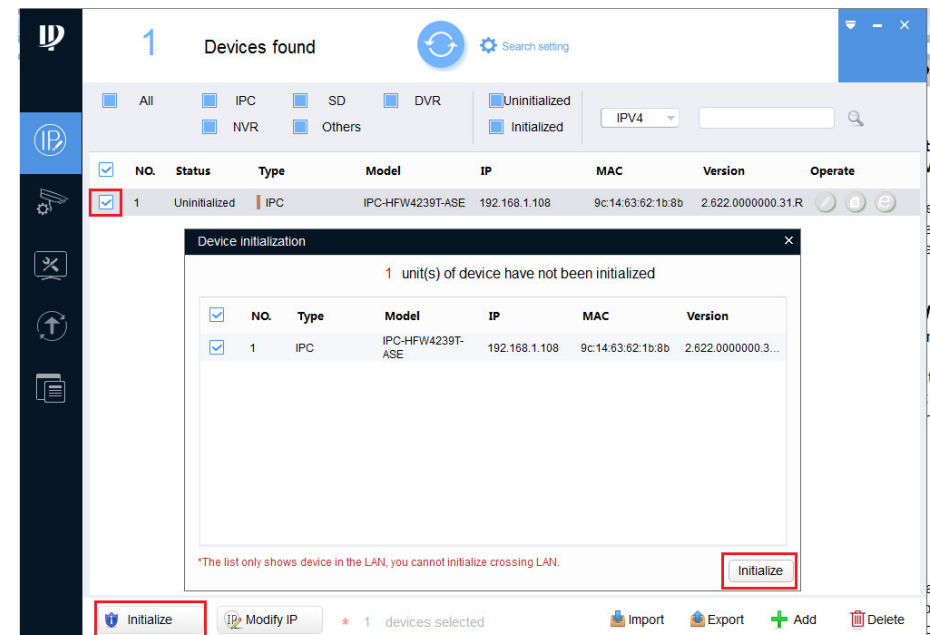 1 Devices found Search setting
All IPC SD DVR Uninitialized
NVR Others Initialized IPV4
NO. Status Type Model IP MAC Version Operate
1 Uninitialized IPC IPC-HFW4239T-ASE 192.168.1.108 9c:14:63:62:1b:8b 2.622.0000000.31.R
Device initialization
1 unit(s) of device have not been initialized
NO. Type Model IP MAC Version
1 IPC IPC-HFW4239T-ASE 192.168.1.108 9c:14:63:62:1b:8b 2.622.0000000.3...
*The list only shows device in the LAN, you cannot initialize crossing LAN.
Initialize
Initialize IP Modify IP * 1 devices selected Import Export Add Delete